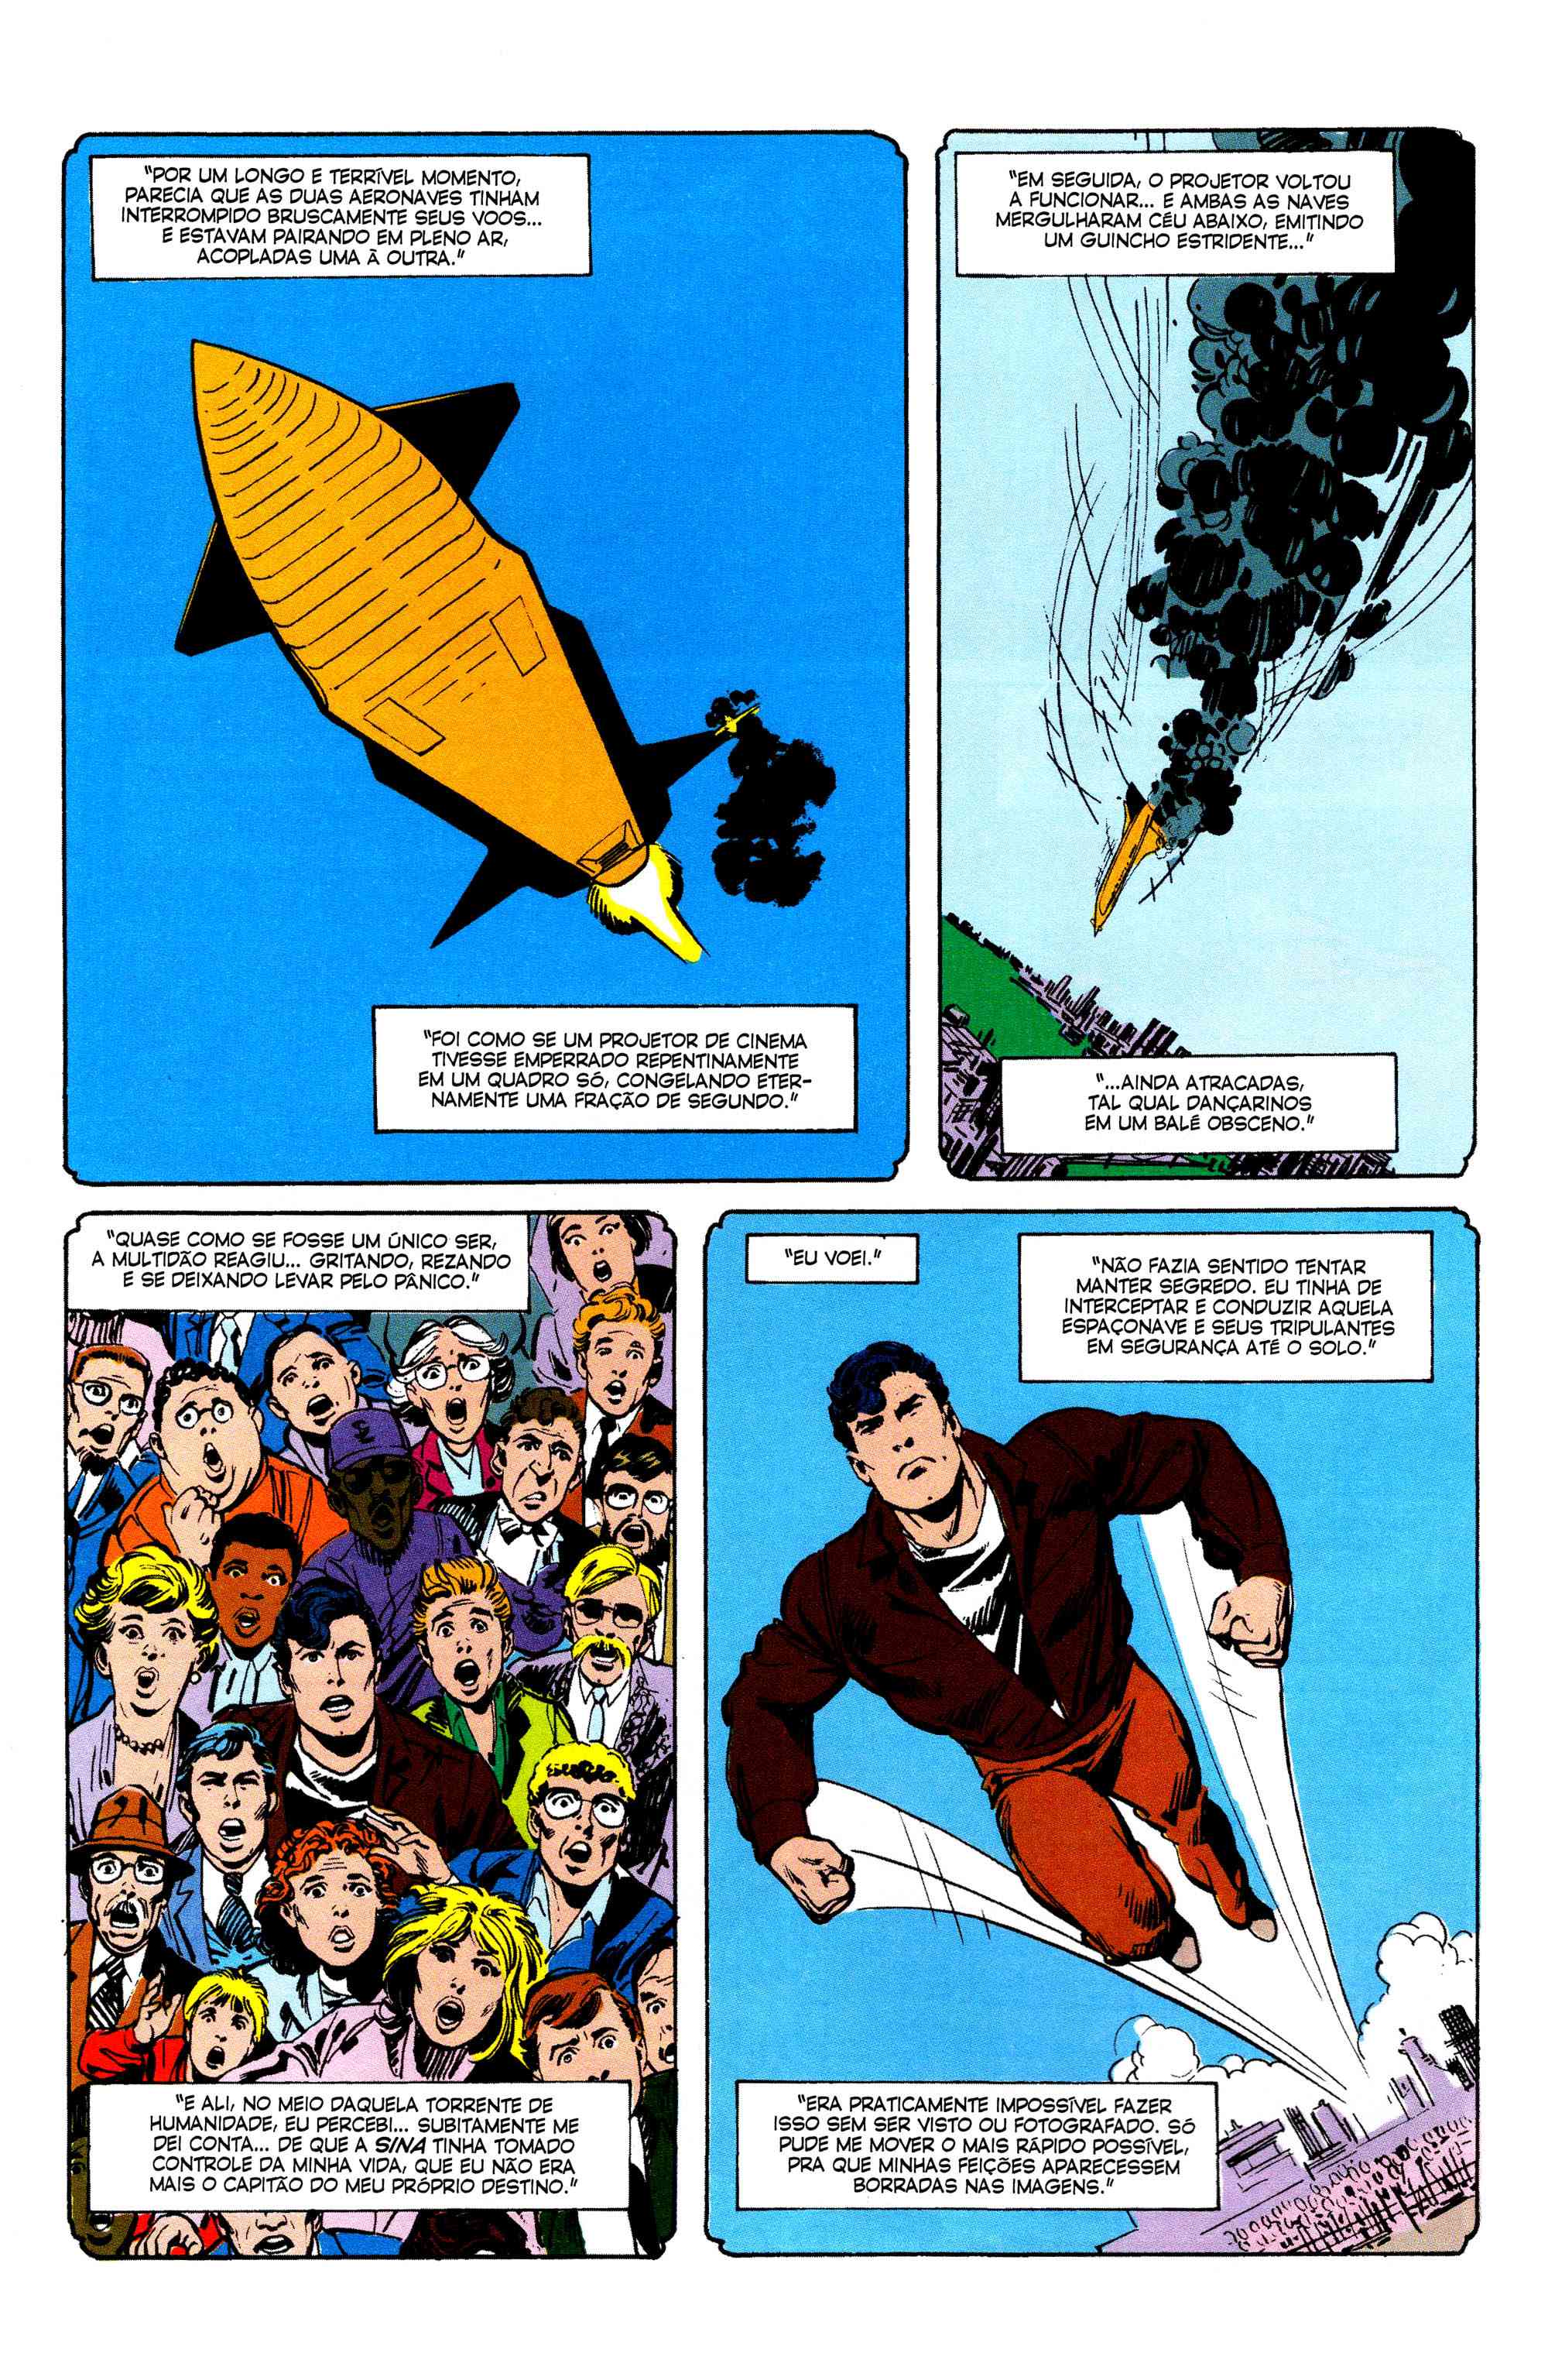 "POR UM LONGO E TERRÍVEL MOMENTO,
PARECIA QUE AS DUAS AERONAVES TINHAM
INTERROMPIDO BRUSCAMENTE SEUS VOOS...
E ESTAVAM PAIRANDO EM PLENO AR,
ACOPLADAS UMA À OUTRA."
"FOI COMO SE UM PROJETOR DE CINEMA
TIVESSE EMPERRADO REPENTINAMENTE
EM UM QUADRO SÓ, CONGELANDO ETER-
NAMENTE UMA FRAÇÃO DE SEGUNDO."
"EM SEGUIDA, O PROJETOR VOLTOU
A FUNCIONAR... E AMBAS AS NAVES
MERGULHARAM CÉU ABAIXO, EMITINDO
UM GUINCHO ESTRIDENTE..."
"...AINDA ATRACADAS,
TAL QUAL DANÇARINOS
EM UM BALÉ OBSCENO."
"QUASE COMO SE FOSSE UM ÚNICO SER,
A MULTIDÃO REAGIU... GRITANDO, REZANDO
E SE DEIXANDO LEVAR PELO PÂNICO."
"E ALI, NO MEIO DAQUELA TORRENTE DE
HUMANIDADE, EU PERCEBI... SUBITAMENTE ME
DEI CONTA... DE QUE A SINA TINHA TOMADO
CONTROLE DA MINHA VIDA, QUE EU NÃO ERA
MAIS O CAPITÃO DO MEU PRÓPRIO DESTINO."
"EU VOEI."
"NÃO FAZIA SENTIDO TENTAR
MANTER SEGREDO. EU TINHA DE
INTERCEPTAR E CONDUZIR AQUELA
ESPAÇONAVE E SEUS TRIPULANTES
EM SEGURANÇA ATÉ O SOLO."
"ERA PRATICAMENTE IMPOSSÍVEL FAZER
ISSO SEM SER VISTO OU FOTOGRAFADO. SÓ
PUDE ME MOVER O MAIS RÁPIDO POSSÍVEL,
PRA QUE MINHAS FEIÇÕES APARECESSEM
BORRADAS NAS IMAGENS."